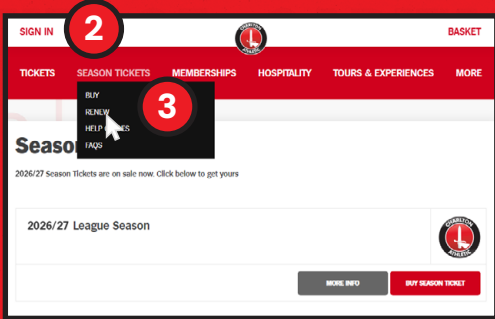 SIGN IN
2
BASKET
TICKETS SEASON TICKETS MEMBERSHIPS HOSPITALITY TOURS & EXPERIENCES MORE
BUY
RENEW
3
HELP
FAQS
2026/27 Season Tickets are on sale now. Click below to get yours
2026/27 League Season
CHARLTON
ATHLETIC
MORE INFO BUY SEASON TICKET